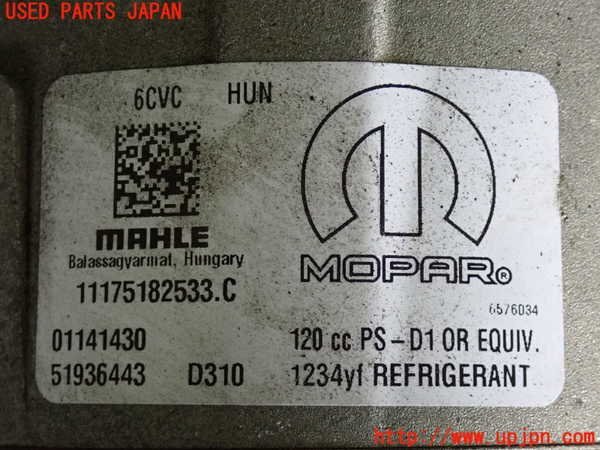 USED PARTS JAPAN
6CVC HUN
MAHLE
Balassagyarmat, Hungary
MOPAR®
11175182533.C
6576034
01141430 120 cc PS-D1 OR EQUIV.
51936443 D310 1234yf REFRIGERANT
http://www.upjpn.com